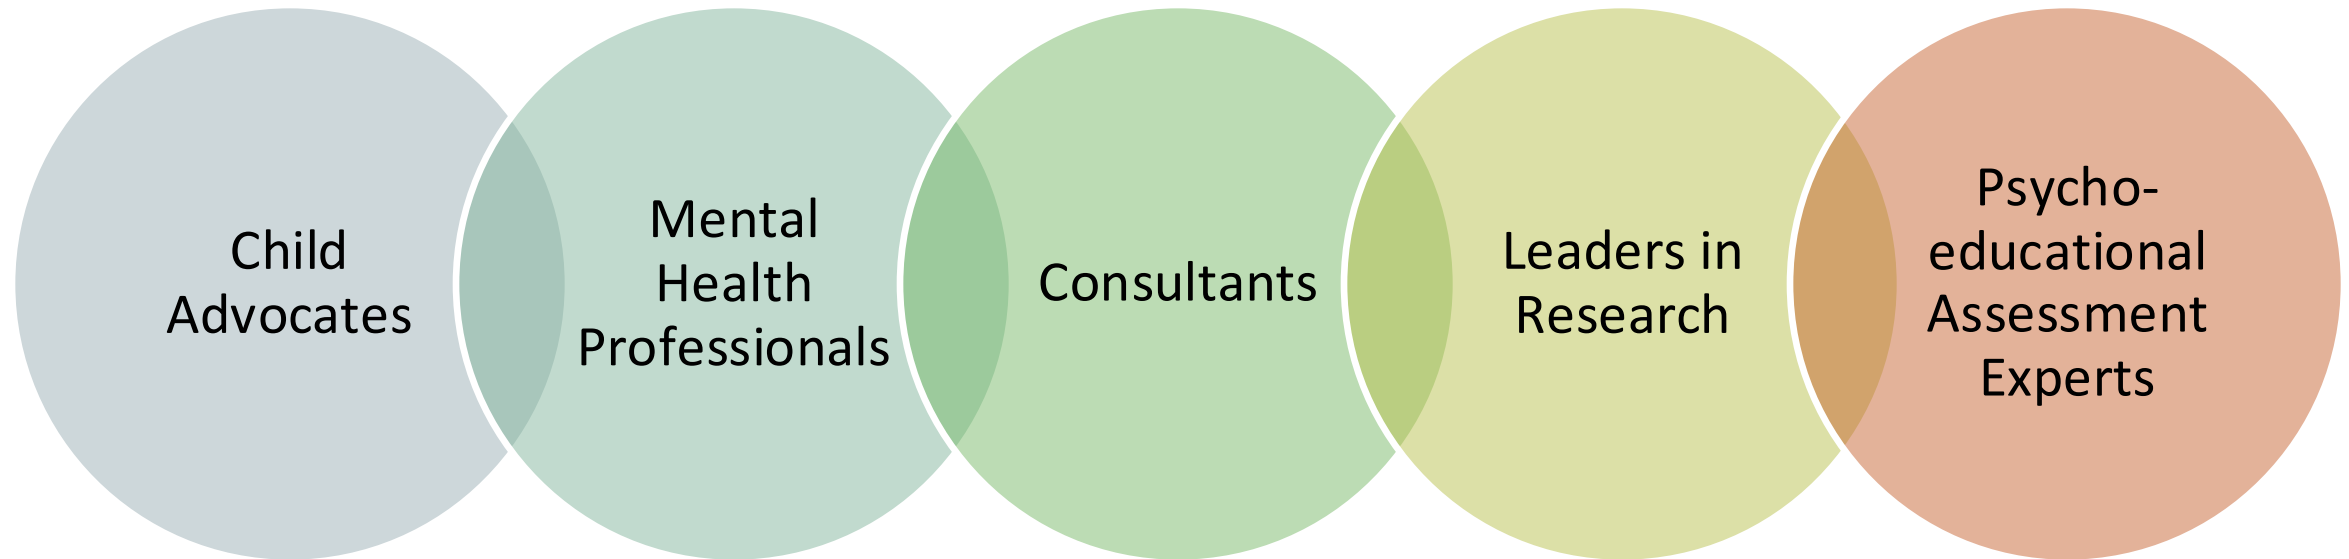 Child
Advocates
Mental
Health
Professionals
Consultants
Leaders in
Research
Psycho-
educational
Assessment
Experts